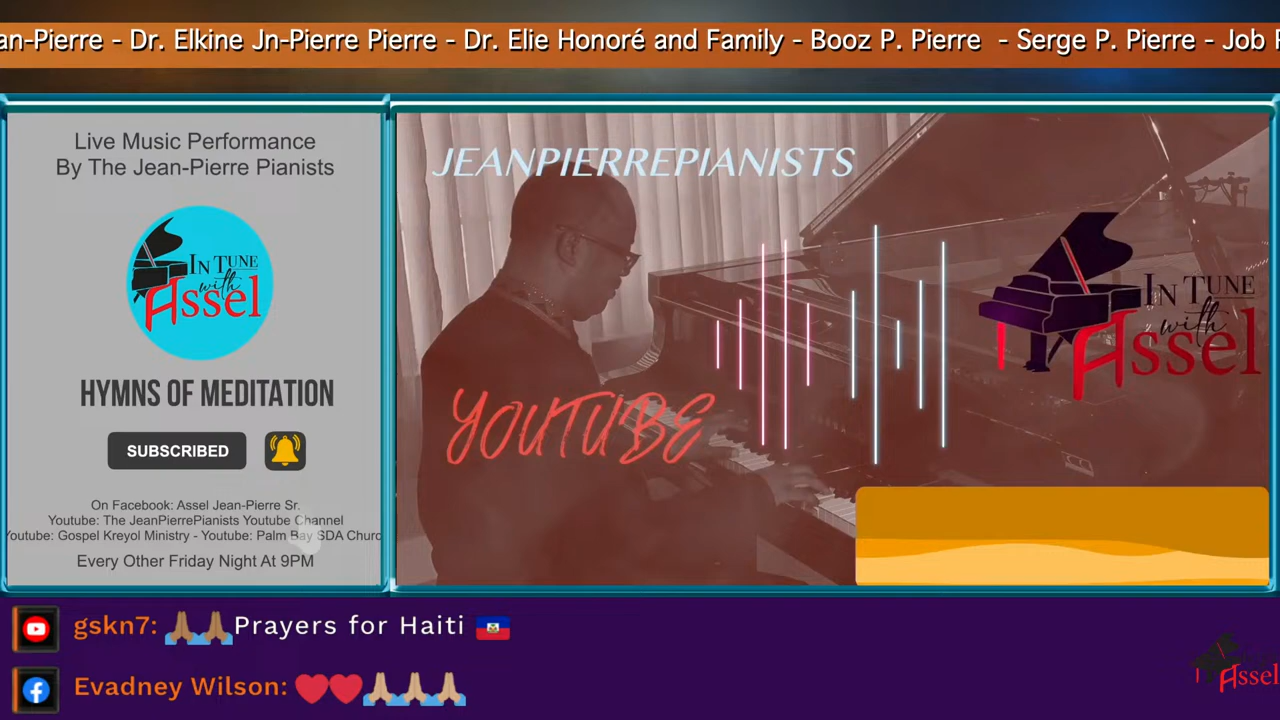 an-Pierre - Dr. Elkine Jn-Pierre Pierre - Dr. Elie Honoré and Family - Booz P. Pierre - Serge P. Pierre - Job P
Live Music Performance
By The Jean-Pierre Pianists
IN TUNE
with
Assel
HYMNS OF MEDITATION
SUBSCRIBED
On Facebook: Assel Jean-Pierre Sr.
Youtube: The JeanPierrePianists Youtube Channel
Youtube: Gospel Kreyol Ministry - Youtube: Palm Bay SDA Churc
Every Other Friday Night At 9PM
JEANPIERREPIANISTS
IN TUNE
with
Assel
YOUTUBE
gskn7: 🙏🏽🙏🏽Prayers for Haiti 🇭🇹
Evadney Wilson: ❤️❤️🙏🏼🙏🏼🙏🏼
Assel